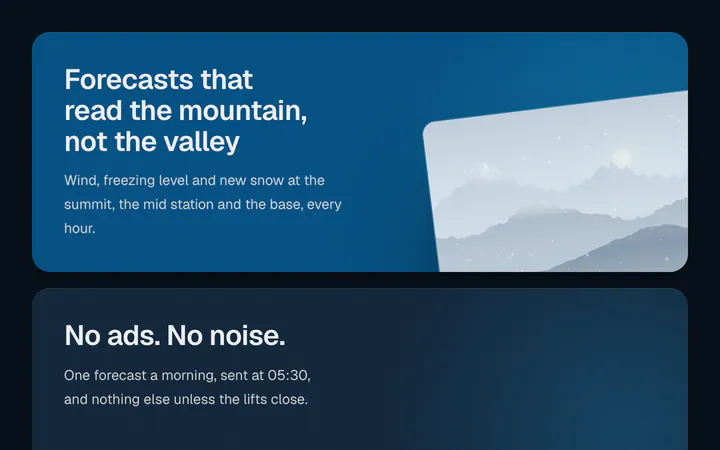 Forecasts that
read the mountain,
not the valley
Wind, freezing level and new snow at the
summit, the mid station and the base, every
hour.
No ads. No noise.
One forecast a morning, sent at 05:30,
and nothing else unless the lifts close.